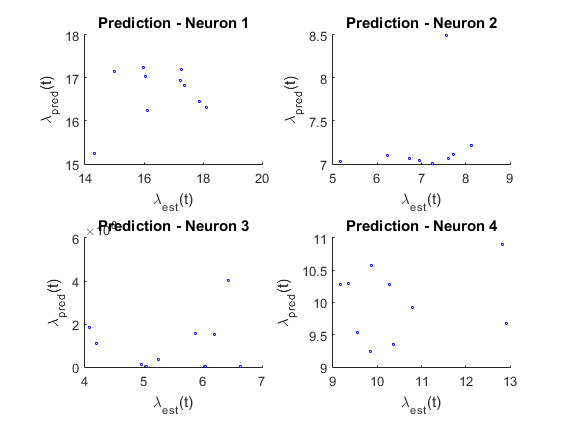 Prediction - Neuron 1 Prediction - Neuron 2
18 8.5
17 8
16 7.5
15 7
14 16 18 20 5 6 7 8 9
λpred(t) λpred(t)
λest(t) λest(t)
Prediction - Neuron 3 Prediction - Neuron 4
6 11
4 10.5
10
2 9.5
0 9
4 5 6 7 9 10 11 12 13
λpred(t) λpred(t)
λest(t) λest(t)